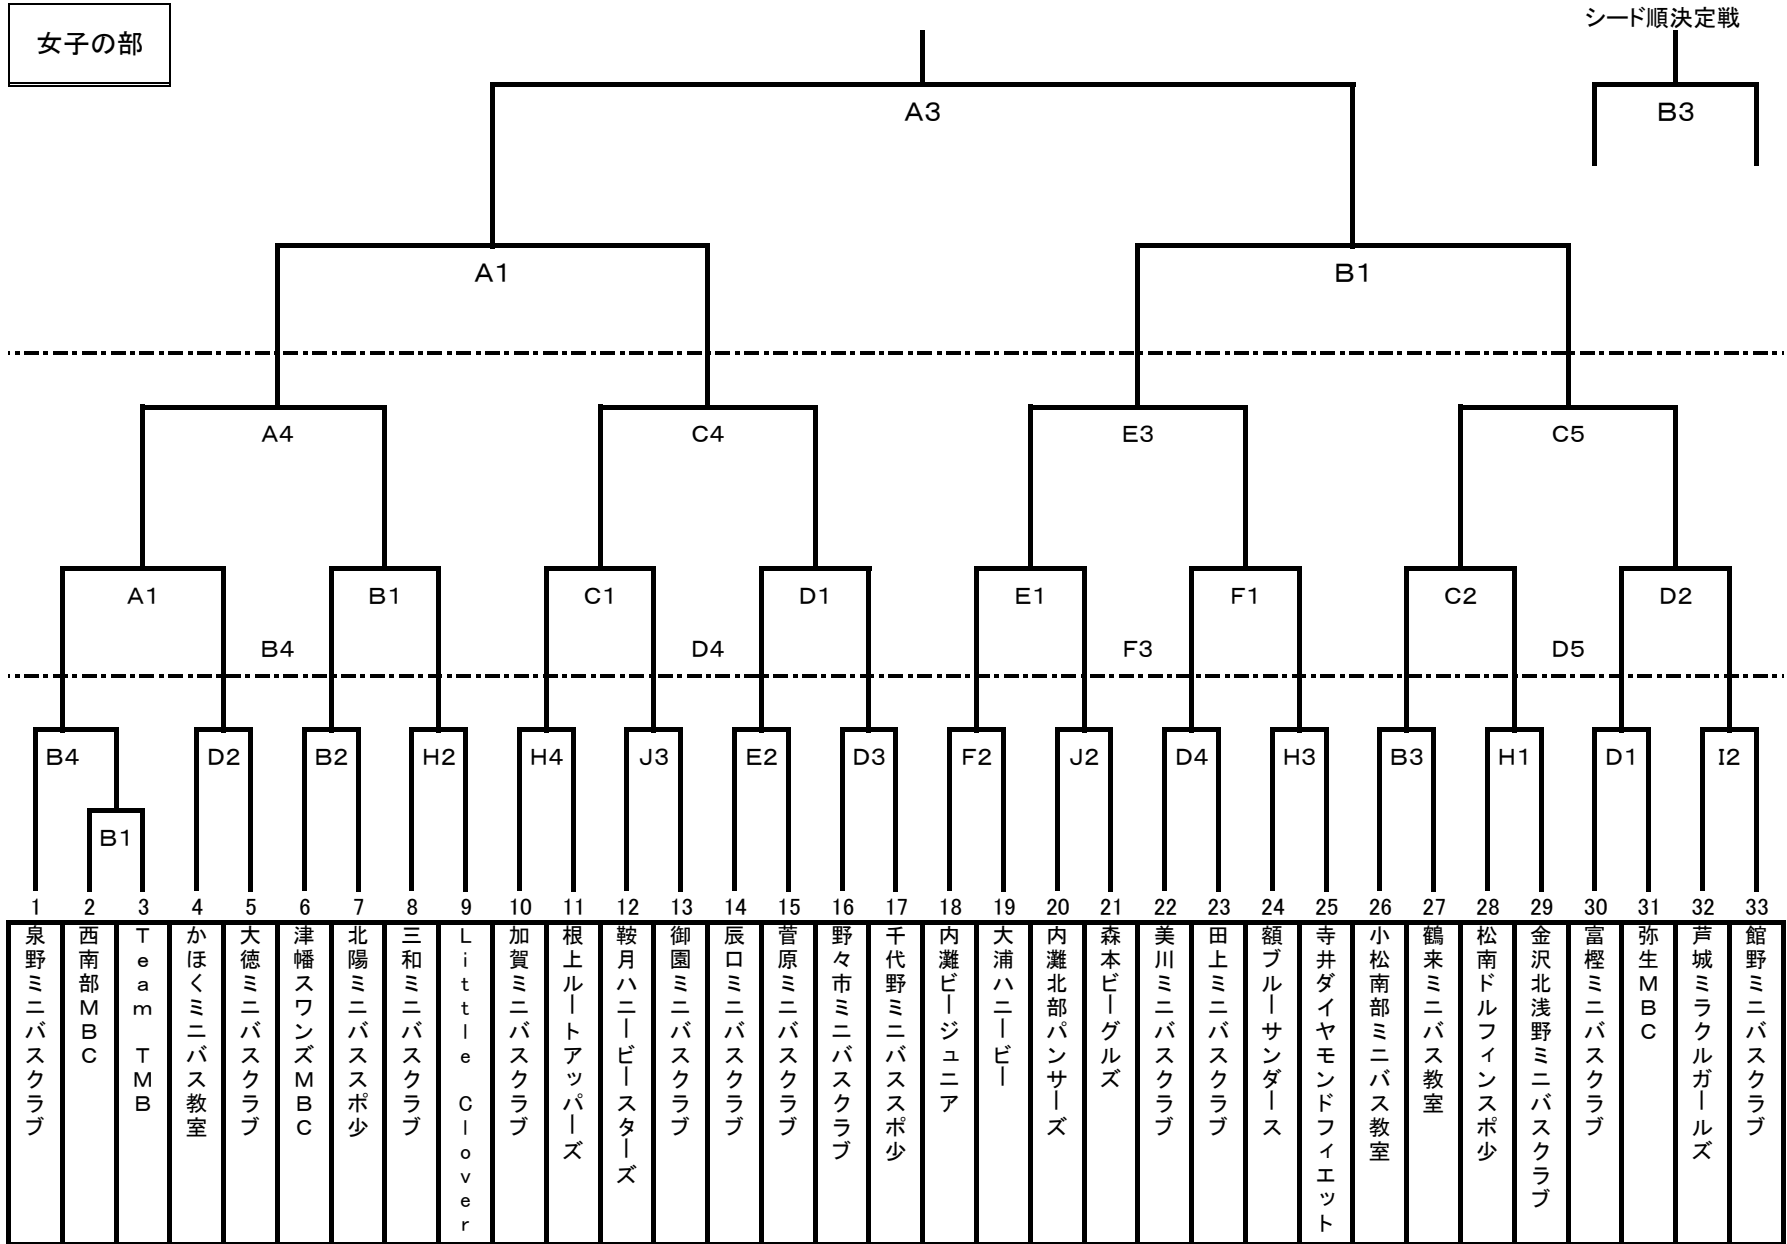 女子の部
シード順決定戦
A3
B3
A1
B1
A4
C4
E3
C5
A1
B1
C1
D1
E1
F1
C2
D2
B4
D4
F3
D5
B4
D2
B2
H2
H4
J3
E2
D3
F2
J2
D4
H3
B3
H1
D1
I2
B1
1
2
3
4
5
6
7
8
9
10
11
12
13
14
15
16
17
18
19
20
21
22
23
24
25
26
27
28
29
30
31
32
33
泉野ミニバスクラブ
西南部MBC
Team TMB
かほくミニバス教室
大徳ミニバスクラブ
津幡スワンズMBC
北陽ミニバススポ少
三和ミニバスクラブ
Little Clover
加賀ミニバスクラブ
根上ルートアッパーズ
鞍月ハニービースターズ
御園ミニバスクラブ
辰口ミニバスクラブ
菅原ミニバスクラブ
野々市ミニバスクラブ
千代野ミニバススポ少
内灘ビージュニア
大浦ハニービー
内灘北部パンサーズ
森本ビーグルズ
美川ミニバスクラブ
田上ミニバスクラブ
額ブルーサンダース
寺井ダイヤモンドフィエット
小松南部ミニバス教室
鶴来ミニバス教室
松南ドルフィンスポ少
金沢北浅野ミニバスクラブ
富樫ミニバスクラブ
弥生MBC
芦城ミラクルガールズ
館野ミニバスクラブ